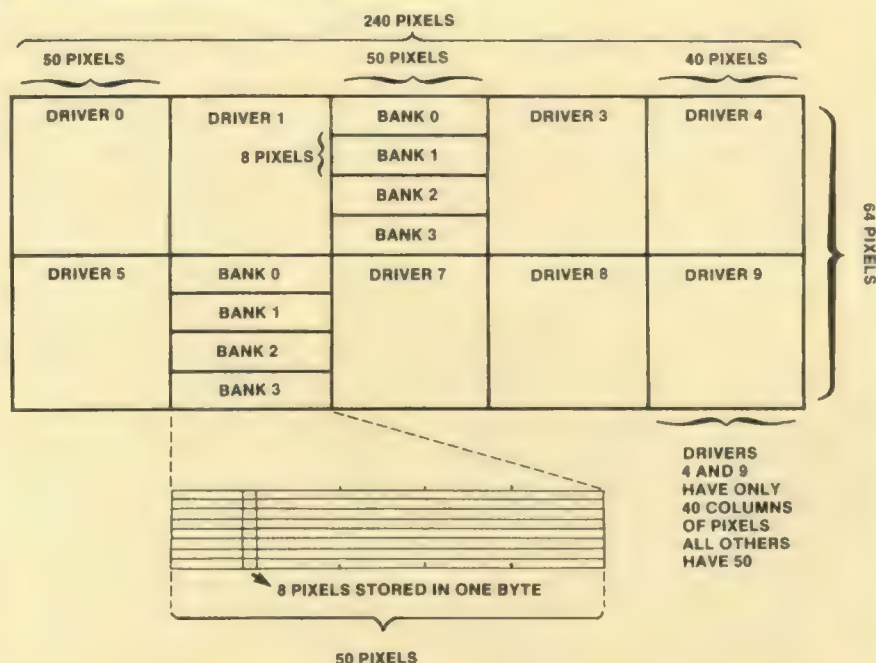 240 PIXELS
50 PIXELS
50 PIXELS
40 PIXELS
DRIVER 0
DRIVER 1
BANK 0
DRIVER 3
DRIVER 4
8 PIXELS
BANK 1
BANK 2
BANK 3
64 PIXELS
DRIVER 5
BANK 0
DRIVER 7
DRIVER 8
DRIVER 9
BANK 1
BANK 2
BANK 3
DRIVERS
4 AND 9
HAVE ONLY
40 COLUMNS
OF PIXELS
ALL OTHERS
HAVE 50
8 PIXELS STORED IN ONE BYTE
50 PIXELS